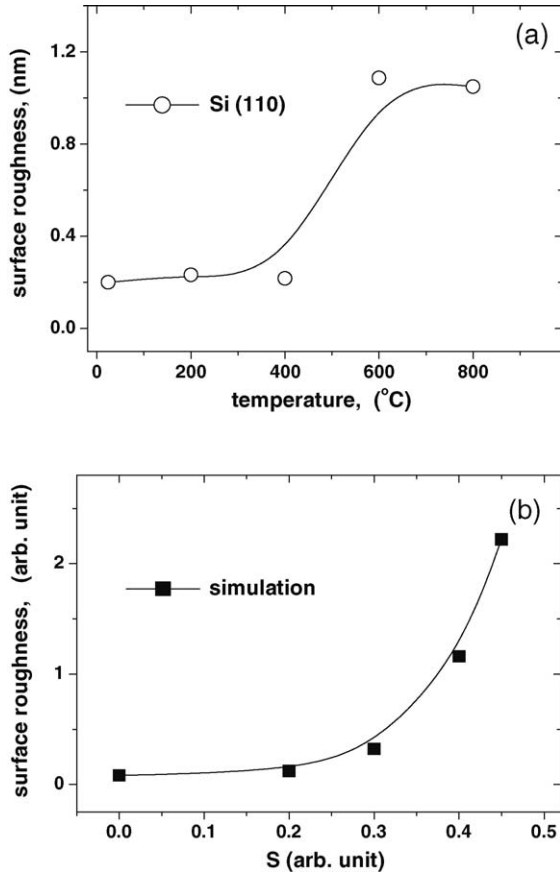 (a)
1.2
0.8
0.4
0.0
surface roughness, (nm)
Si (110)
0
200
400
600
800
temperature, (°C)
(b)
2
1
0
surface roughness, (arb. unit)
simulation
0.0
0.1
0.2
0.3
0.4
0.5
S (arb. unit)